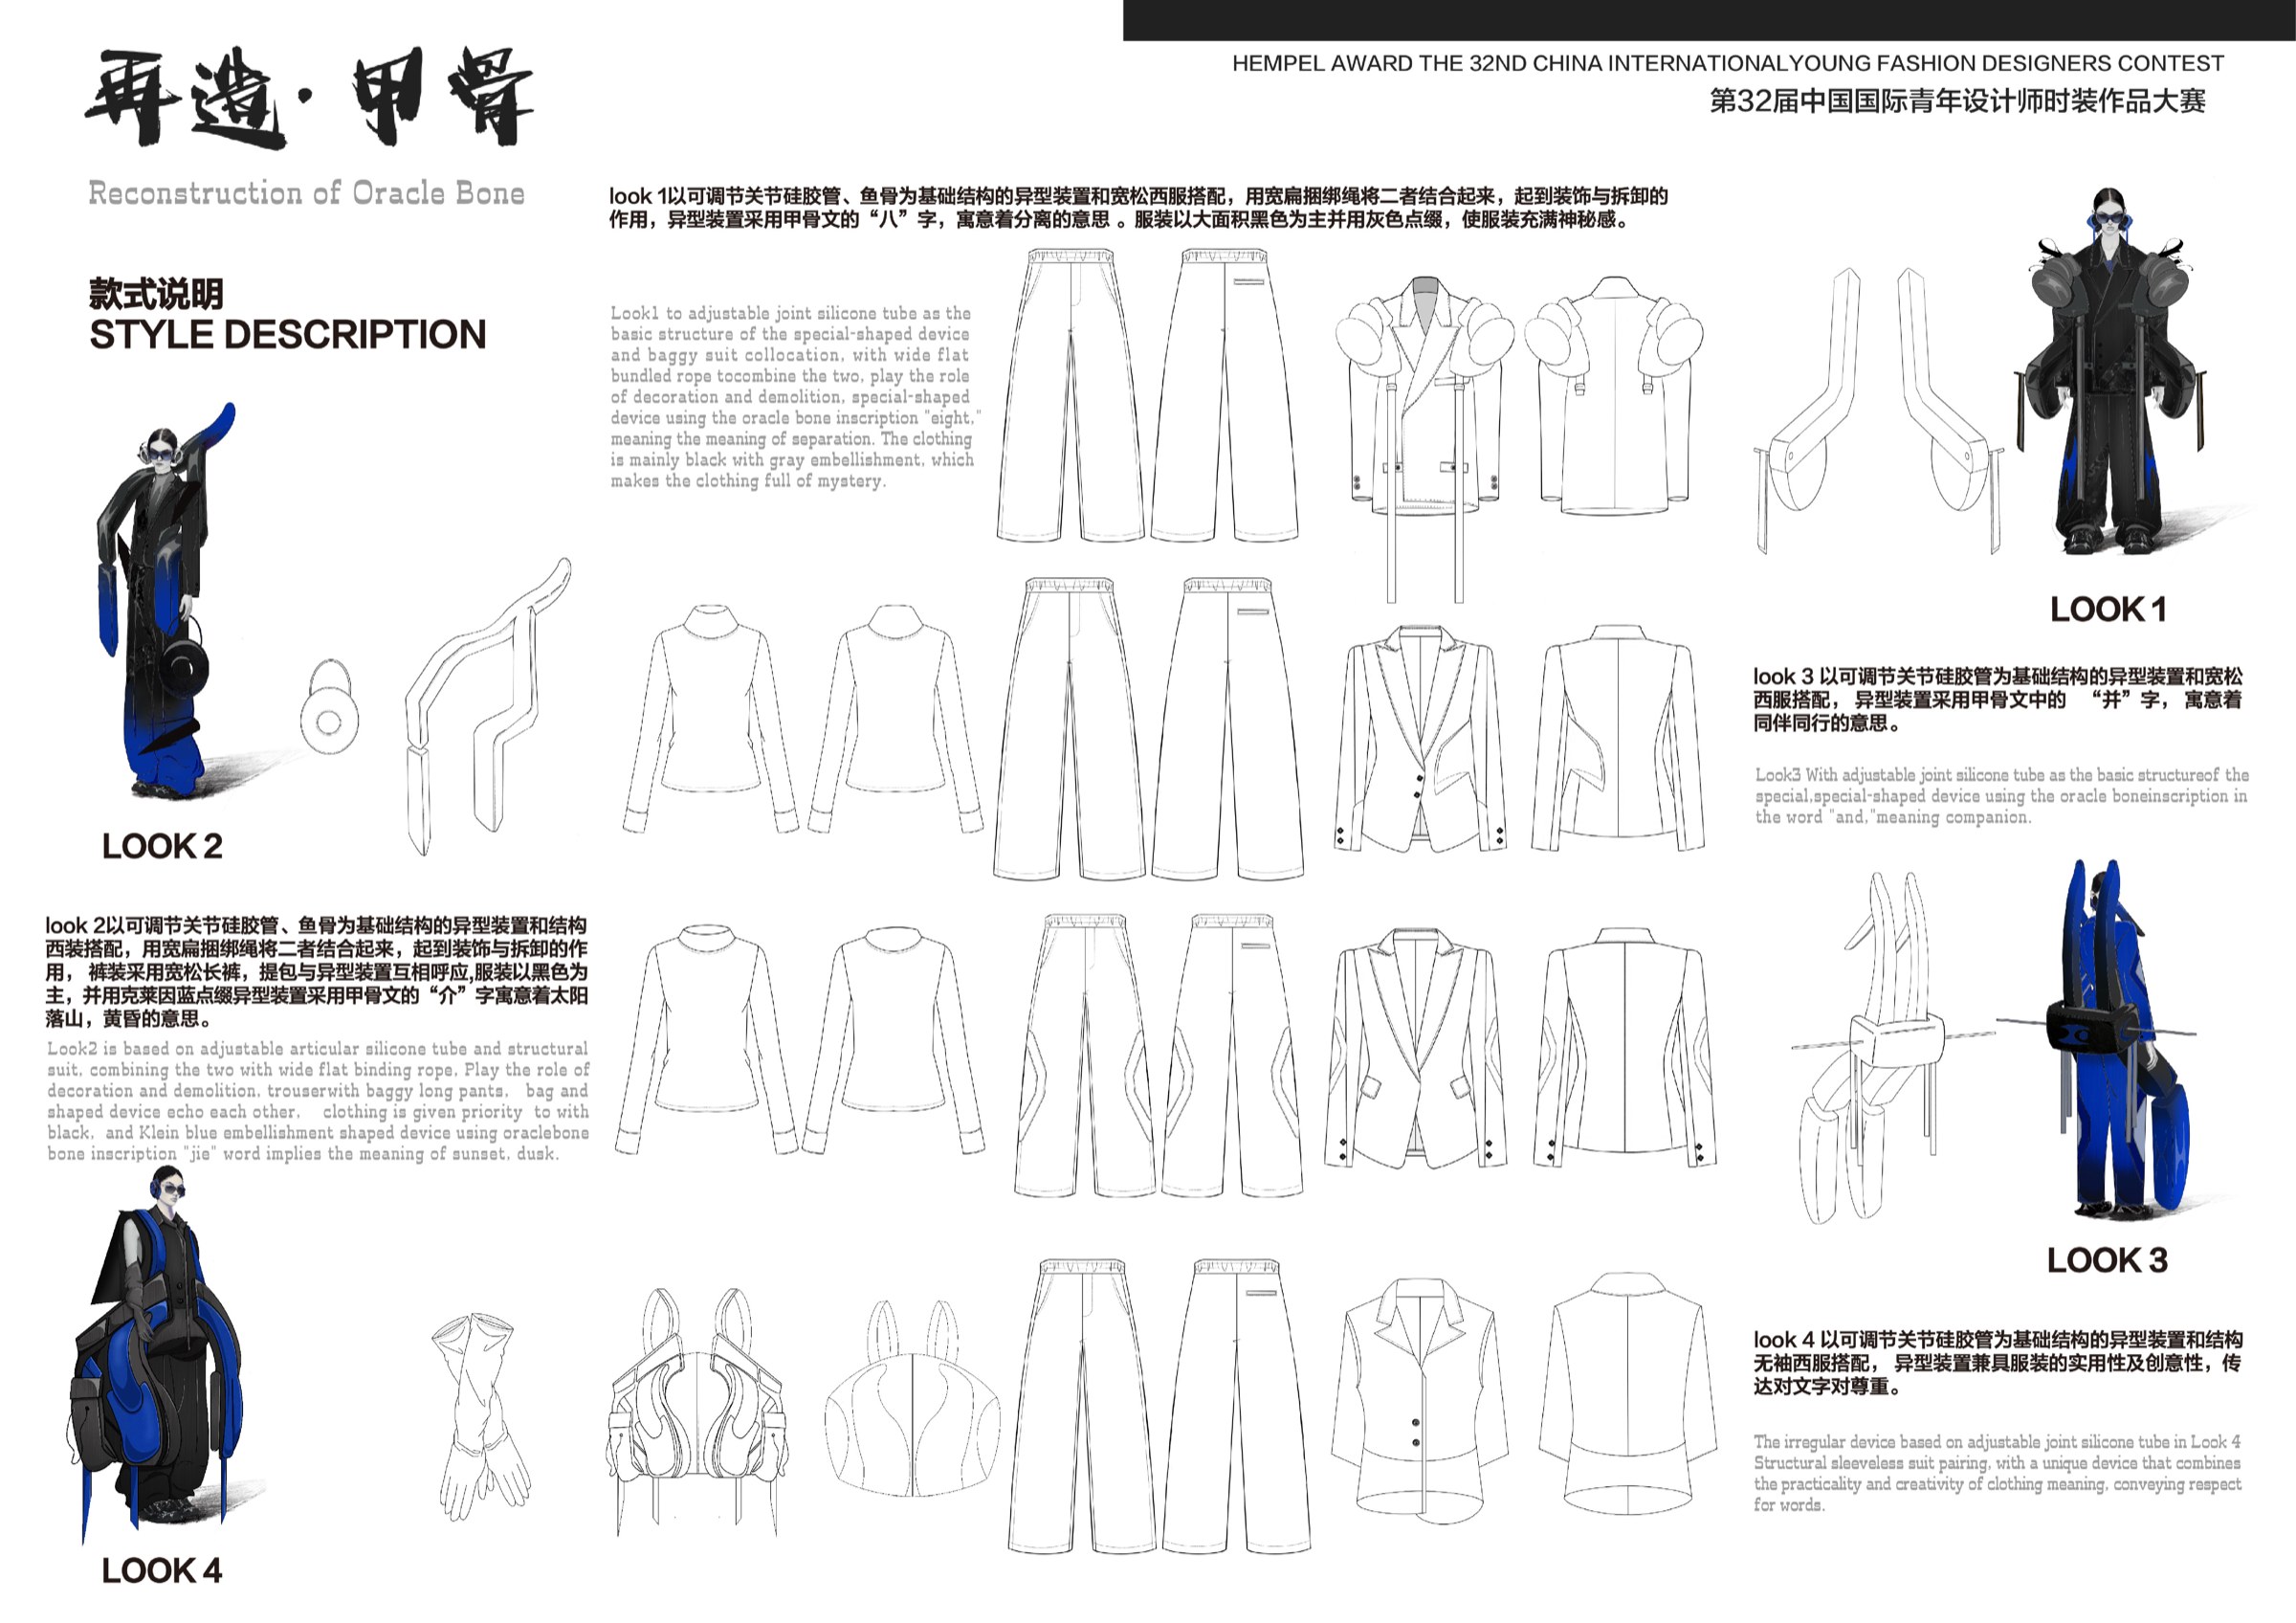 再造·甲骨
Reconstruction of Oracle Bone
HEMPEL AWARD THE 32ND CHINA INTERNATIONALYOUNG FASHION DESIGNERS CONTEST
第32届中国国际青年设计师时装作品大赛
款式说明
STYLE DESCRIPTION
look 1以可调节关节硅胶管、鱼骨为基础结构的异型装置和宽松西服搭配，用宽扁捆绑绳将二者结合起来，起到装饰与拆卸的
作用，异型装置采用甲骨文的“八”字，寓意着分离的意思 。服装以大面积黑色为主并用灰色点缀，使服装充满神秘感。
Look1 to adjustable joint silicone tube as the
basic structure of the special-shaped device
and baggy suit collocation, with wide flat
bundled rope tocombine the two, play the role
of decoration and demolition, special-shaped
device using the oracle bone inscription "eight,"
meaning the meaning of separation. The clothing
is mainly black with gray embellishment, which
makes the clothing full of mystery.
LOOK 1
LOOK 2
look 2以可调节关节硅胶管、鱼骨为基础结构的异型装置和结构
西装搭配，用宽扁捆绑绳将二者结合起来，起到装饰与拆卸的作
用， 裤装采用宽松长裤，提包与异型装置互相呼应,服装以黑色为
主，并用克莱因蓝点缀异型装置采用甲骨文的“介”字寓意着太阳
落山，黄昏的意思。
Look2 is based on adjustable articular silicone tube and structural
suit, combining the two with wide flat binding rope, Play the role of
decoration and demolition, trouserwith baggy long pants, bag and
shaped device echo each other, clothing is given priority to with
black, and Klein blue embellishment shaped device using oraclebone
bone inscription "jie" word implies the meaning of sunset, dusk.
look 3 以可调节关节硅胶管为基础结构的异型装置和宽松
西服搭配， 异型装置采用甲骨文中的 “并”字， 寓意着
同伴同行的意思。
Look3 With adjustable joint silicone tube as the basic structureof the
special,special-shaped device using the oracle boneinscription in
the word "and,"meaning companion.
LOOK 3
look 4 以可调节关节硅胶管为基础结构的异型装置和结构
无袖西服搭配， 异型装置兼具服装的实用性及创意性，传
达对文字对尊重。
The irregular device based on adjustable joint silicone tube in Look 4
Structural sleeveless suit pairing, with a unique device that combines
the practicality and creativity of clothing meaning, conveying respect
for words.
LOOK 4